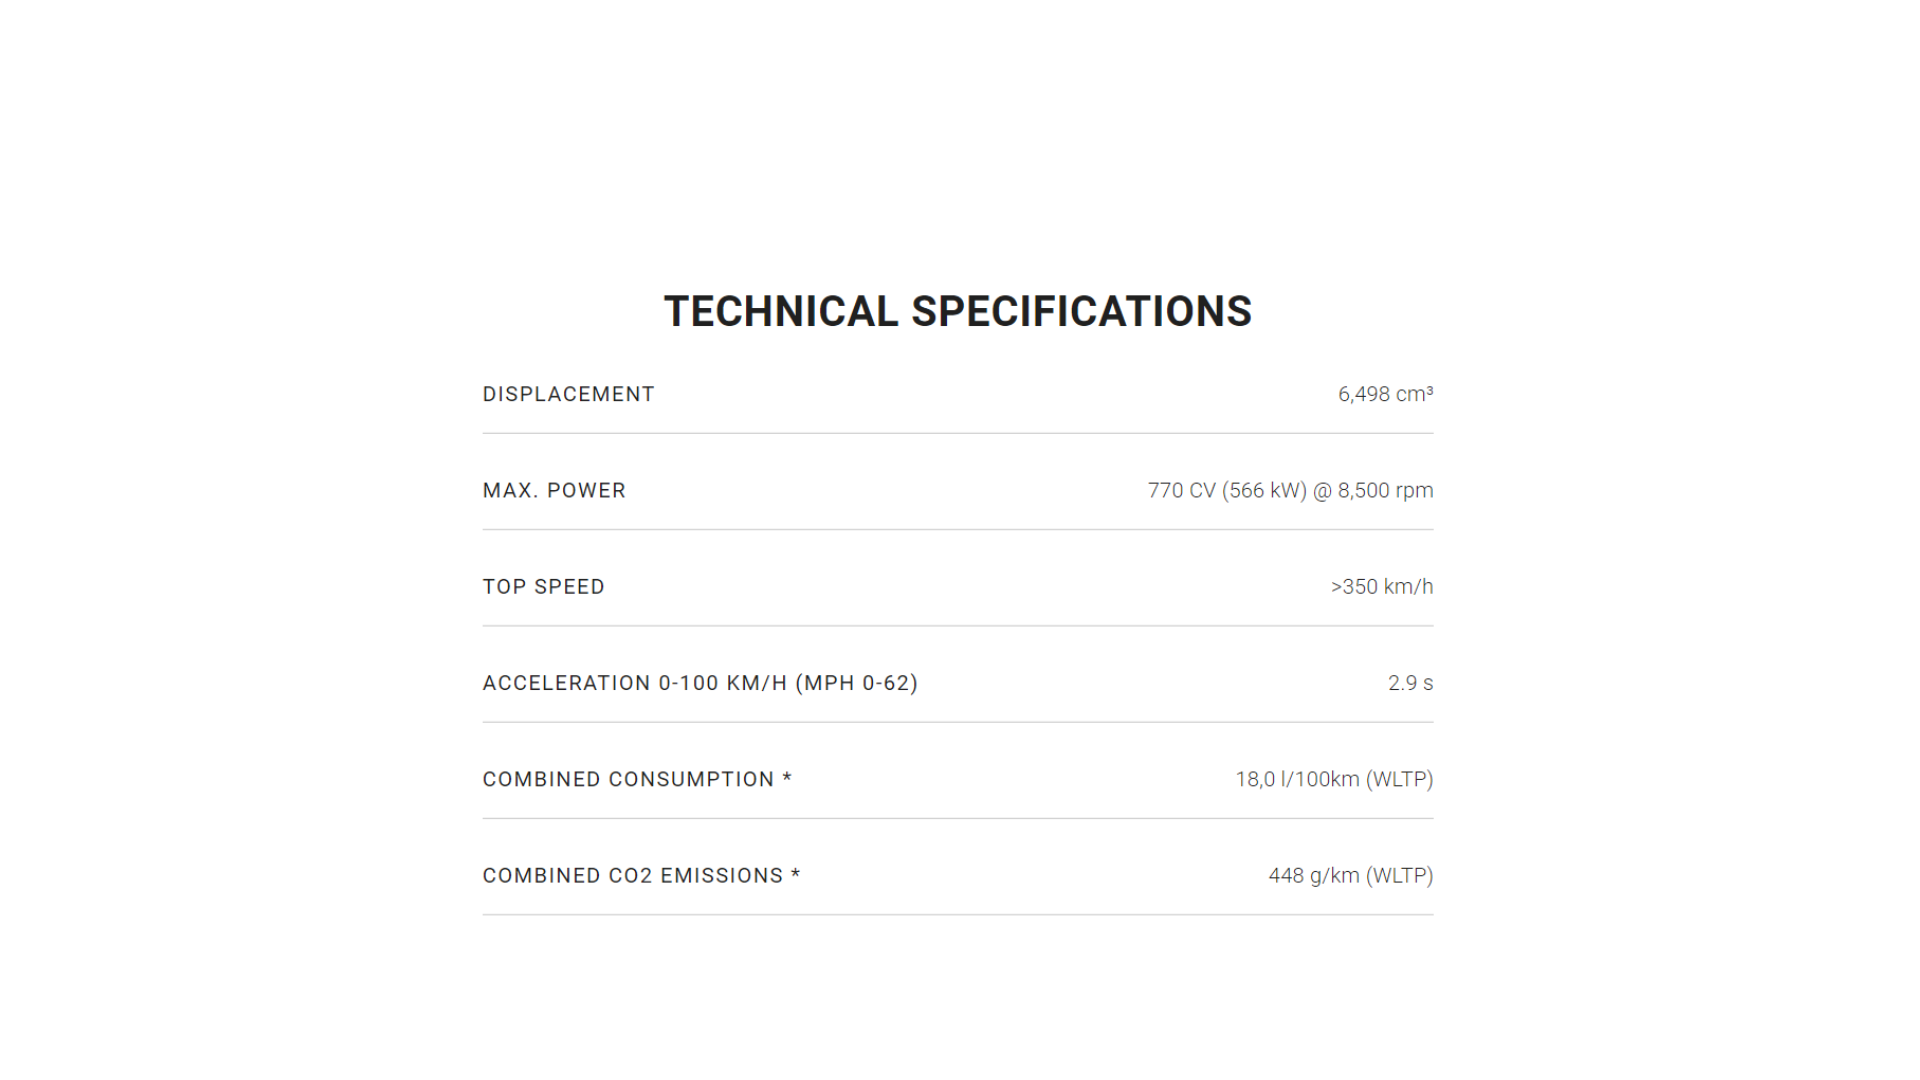 TECHNICAL SPECIFICATIONS
DISPLACEMENT 6,498 cm³
MAX. POWER 770 CV (566 kW) @ 8,500 rpm
TOP SPEED >350 km/h
ACCELERATION 0-100 KM/H (MPH 0-62) 2.9 s
COMBINED CONSUMPTION * 18,0 l/100km (WLTP)
COMBINED CO2 EMISSIONS * 448 g/km (WLTP)